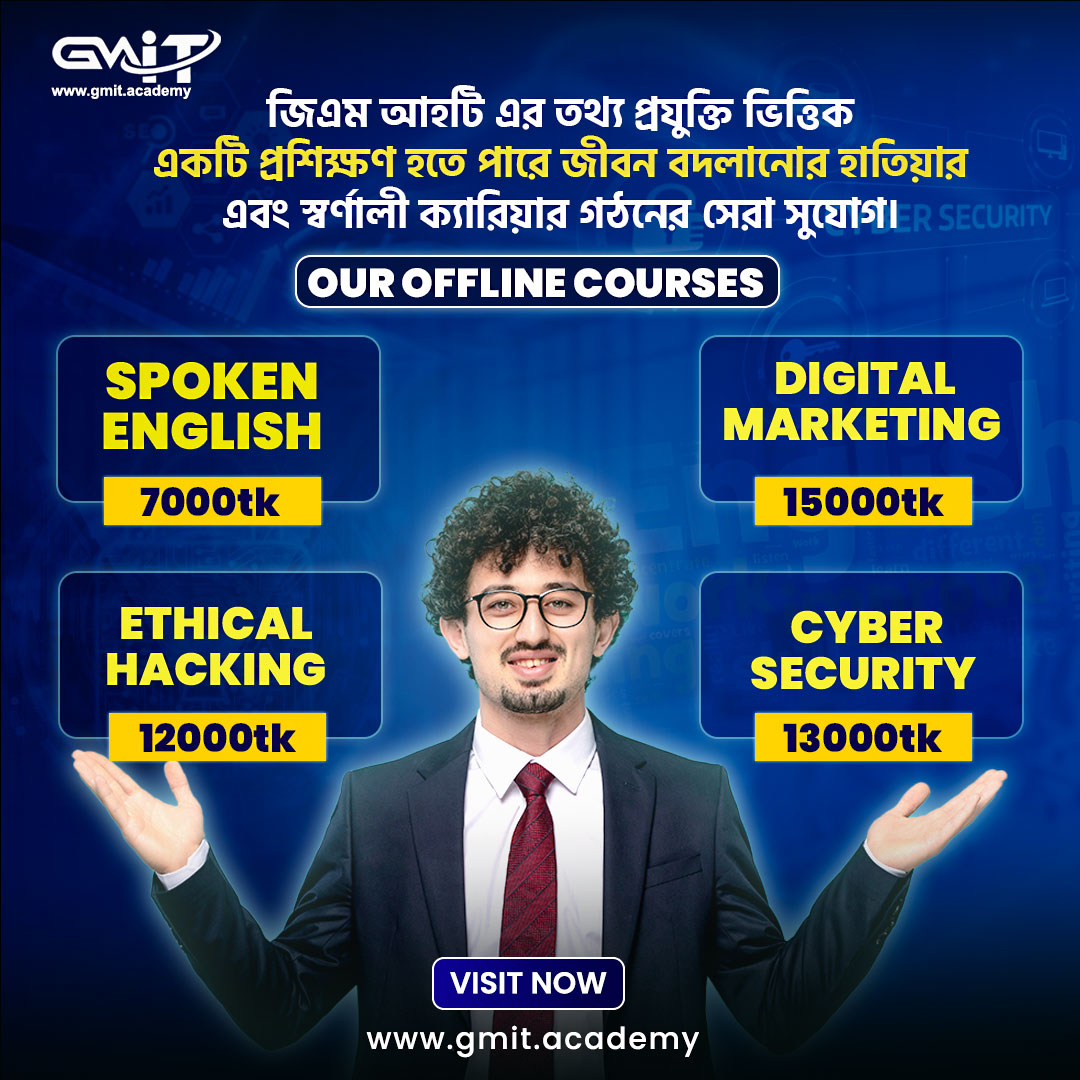 GMIT
www.gmit.academy
জিএম আইটি এর তথ্য প্রযুক্তি ভিত্তিক
একটি প্রশিক্ষণ হতে পারে জীবন বদলানোর হাতিয়ার
এবং স্বর্ণালী ক্যারিয়ার গঠনের সেরা সুযোগ।
CYBER SECURITY
OUR OFFLINE COURSES
SPOKEN
ENGLISH
7000tk
DIGITAL
MARKETING
15000tk
ETHICAL
HACKING
12000tk
CYBER
SECURITY
13000tk
VISIT NOW
www.gmit.academy